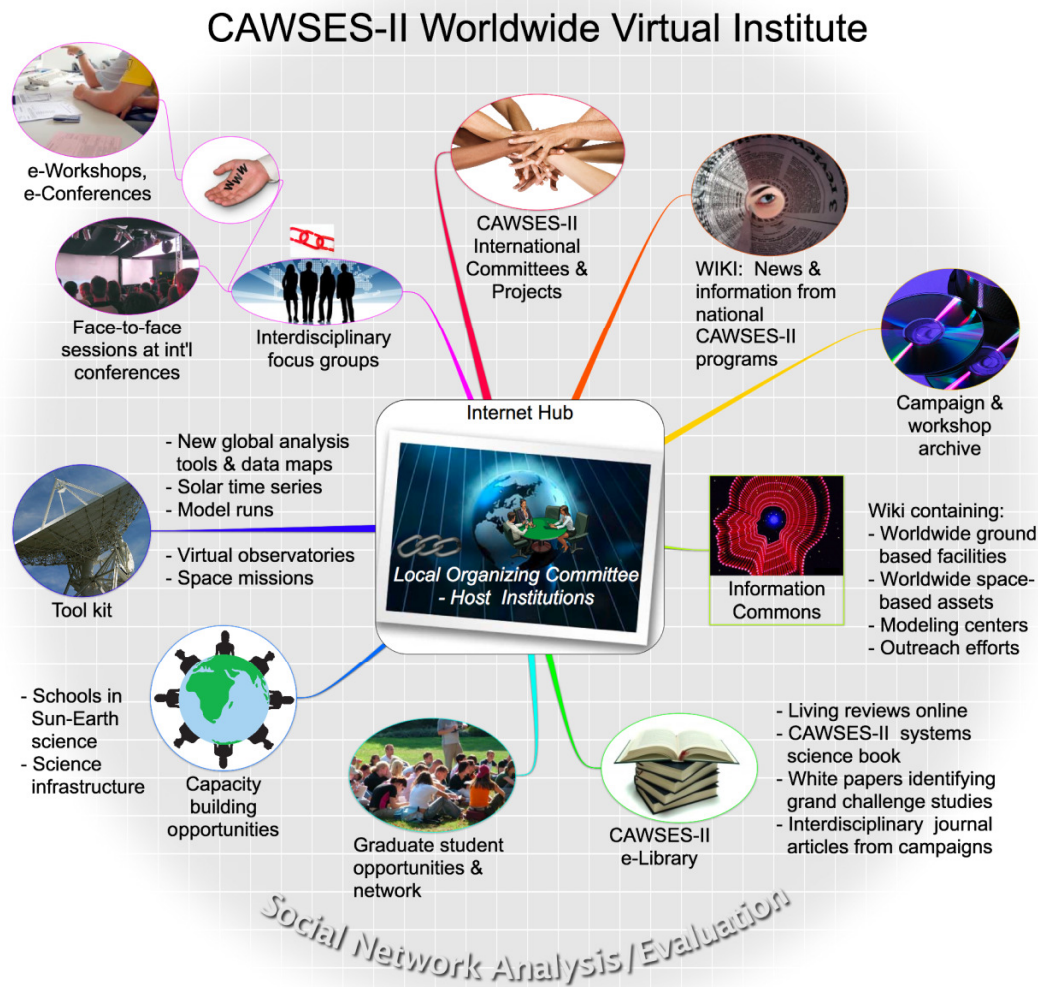 CAWSES-II Worldwide Virtual Institute
e-Workshops,
e-Conferences
WWW
Face-to-face
sessions at int'l
conferences
Interdisciplinary
focus groups
CAWSES-II
International
Committees &
Projects
WIKI: News &
information from
national
CAWSES-II
programs
Campaign &
workshop
archive
Internet Hub
Local Organizing Committee
- Host Institutions
- New global analysis
tools & data maps
- Solar time series
- Model runs
- Virtual observatories
- Space missions
Tool kit
Information
Commons
Wiki containing:
- Worldwide ground
based facilities
- Worldwide space-
based assets
- Modeling centers
- Outreach efforts
- Schools in
Sun-Earth
science
- Science
infrastructure
Capacity
building
opportunities
Graduate student
opportunities &
network
CAWSES-II
e-Library
- Living reviews online
- CAWSES-II systems
science book
- White papers identifying
grand challenge studies
- Interdisciplinary journal
articles from campaigns
Social Network Analysis/Evaluation